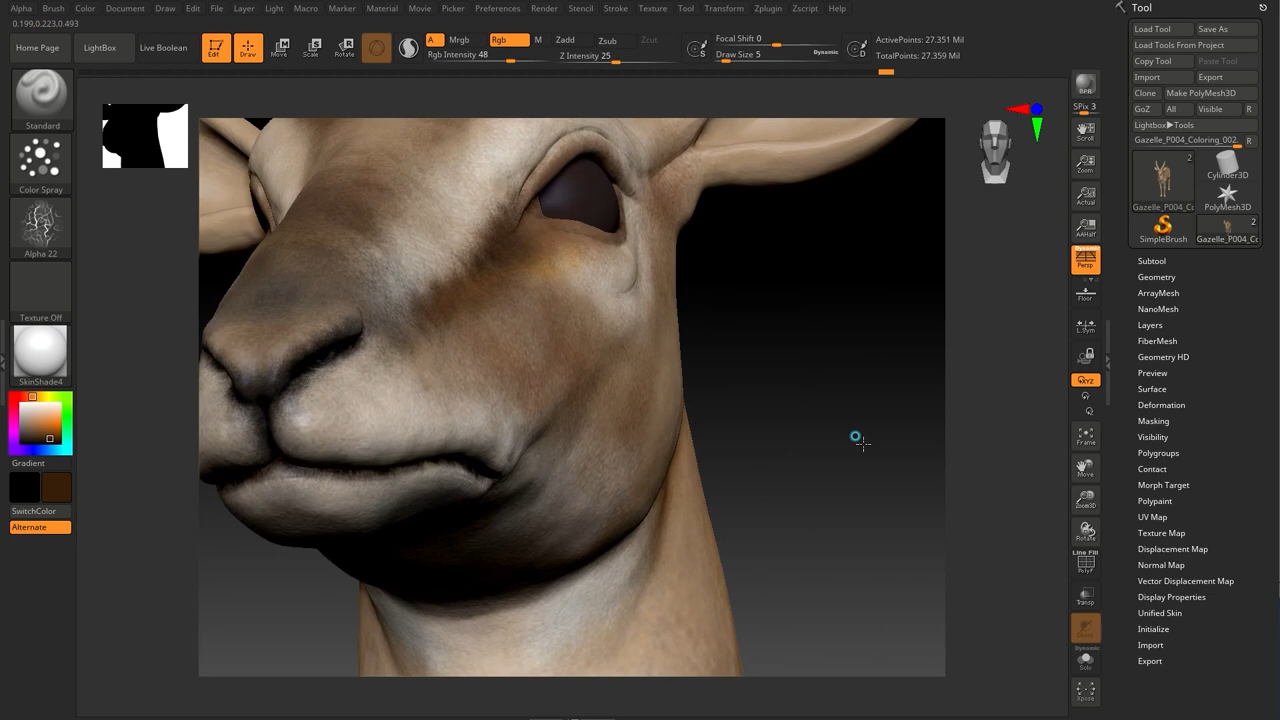 Alpha Brush Color Document Draw Edit File Layer Light Macro Marker Material Movie Picker Preferences Render Stencil Stroke Texture Tool Transform Zplugin Zscript Help
0.199,0.223,0.493
Home Page LightBox Live Boolean Edit Draw Move Scale Rotate A Mrgb Rgb M Zadd Zsub Zcut Focal Shift 0 ActivePoints: 27.351 Mil
Rgb Intensity 48 Z Intensity 25 S Draw Size 5 Dynamic D TotalPoints: 27.359 Mil
Standard
Color Spray
Alpha 22
Texture Off
SkinShade4
Gradient
SwitchColor
Alternate
BPR
SPix 3
Scroll
Zoom
Actual
AAHalf
Dynamic
Persp
Floor
L.Sym
XYZ
Frame
Move
Zoom3D
Rotate
Line Fill
PolyF
Transp
Dynamic
Solo
Xpose
Tool
Load Tool Save As
Load Tools From Project
Copy Tool Paste Tool
Import Export
Clone Make PolyMesh3D
GoZ All Visible R
Lightbox▶Tools
Gazelle_P004_Coloring_002. R
2
Cylinder3D
Gazelle_P004_Cc PolyMesh3D
2
SimpleBrush Gazelle_P004_Cc
Subtool
Geometry
ArrayMesh
NanoMesh
Layers
FiberMesh
Geometry HD
Preview
Surface
Deformation
Masking
Visibility
Polygroups
Contact
Morph Target
Polypaint
UV Map
Texture Map
Displacement Map
Normal Map
Vector Displacement Map
Display Properties
Unified Skin
Initialize
Import
Export